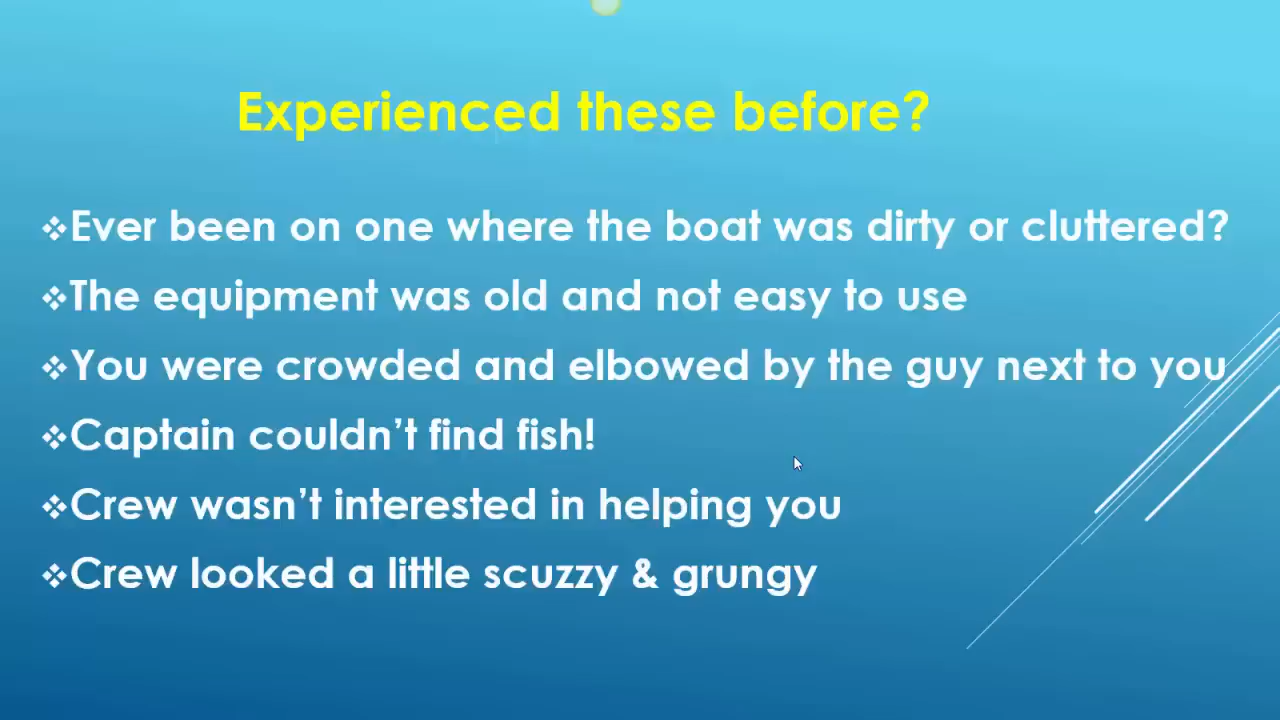 Experienced these before?
❖Ever been on one where the boat was dirty or cluttered?
❖The equipment was old and not easy to use
❖You were crowded and elbowed by the guy next to you
❖Captain couldn’t find fish!
❖Crew wasn’t interested in helping you
❖Crew looked a little scuzzy & grungy